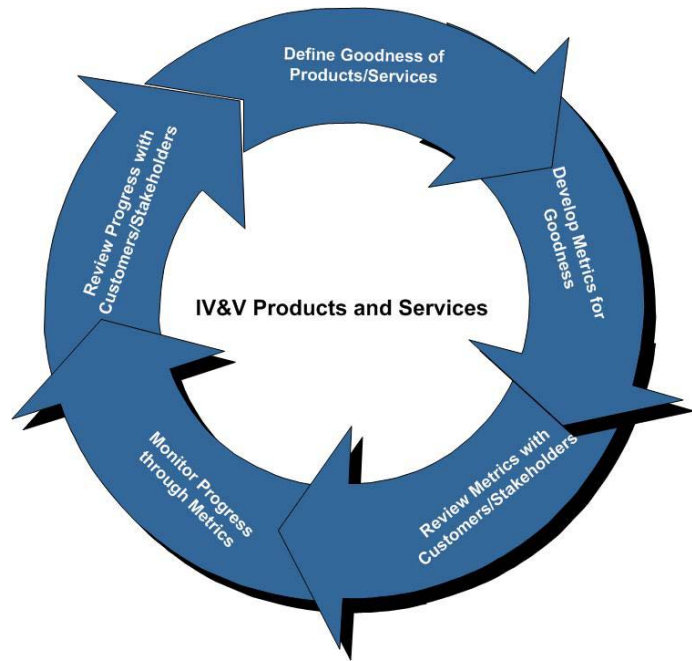 Define Goodness of
Products/Services
Develop Metrics for
Goodness
Review Metrics with
Customers/Stakeholders
Monitor Progress
through Metrics
Review Progress with
Customers/Stakeholders
IV&V Products and Services